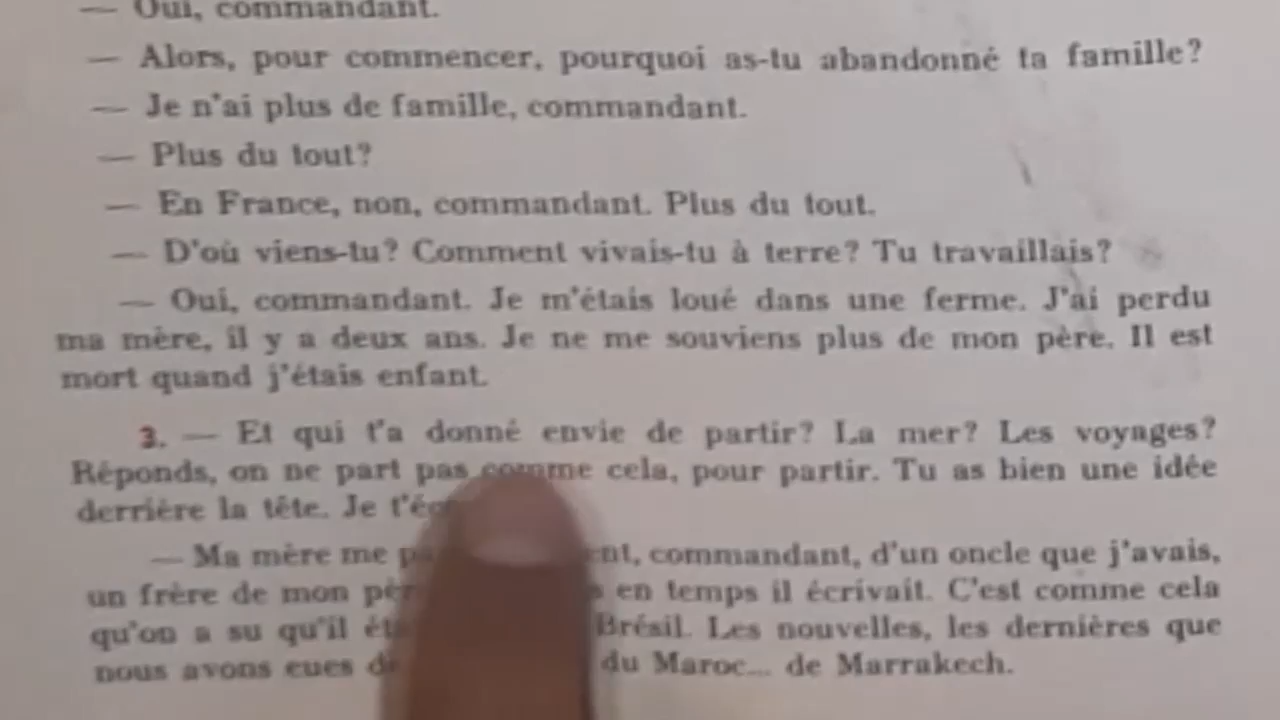 — Oui, commandant.
— Alors, pour commencer, pourquoi as-tu abandonné ta famille?
— Je n'ai plus de famille, commandant.
— Plus du tout?
— En France, non, commandant. Plus du tout.
— D'où viens-tu? Comment vivais-tu à terre? Tu travaillais?
— Oui, commandant. Je m'étais loué dans une ferme. J'ai perdu
ma mère, il y a deux ans. Je ne me souviens plus de mon père. Il est
mort quand j'étais enfant.
3. — Et qui t'a donné envie de partir? La mer? Les voyages?
Réponds, on ne part pas comme cela, pour partir. Tu as bien une idée
derrière la tête. Je
— Ma mère me commandant, d'un oncle que j'avais,
un frère de mon en temps il écrivait. C'est comme cela
qu'on a su qu'il Brésil. Les nouvelles, les dernières que
nous avons eues du Maroc... de Marrakech.